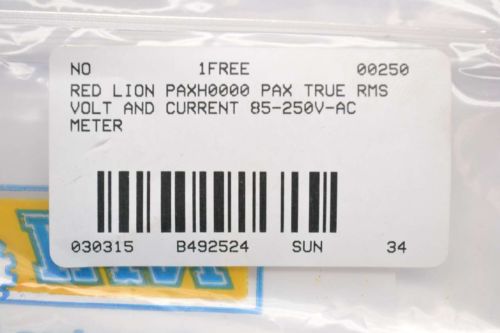 NO 1FREE 00250
RED LION PAXH0000 PAX TRUE RMS
VOLT AND CURRENT 85-250V-AC
METER
030315 B492524 SUN 34